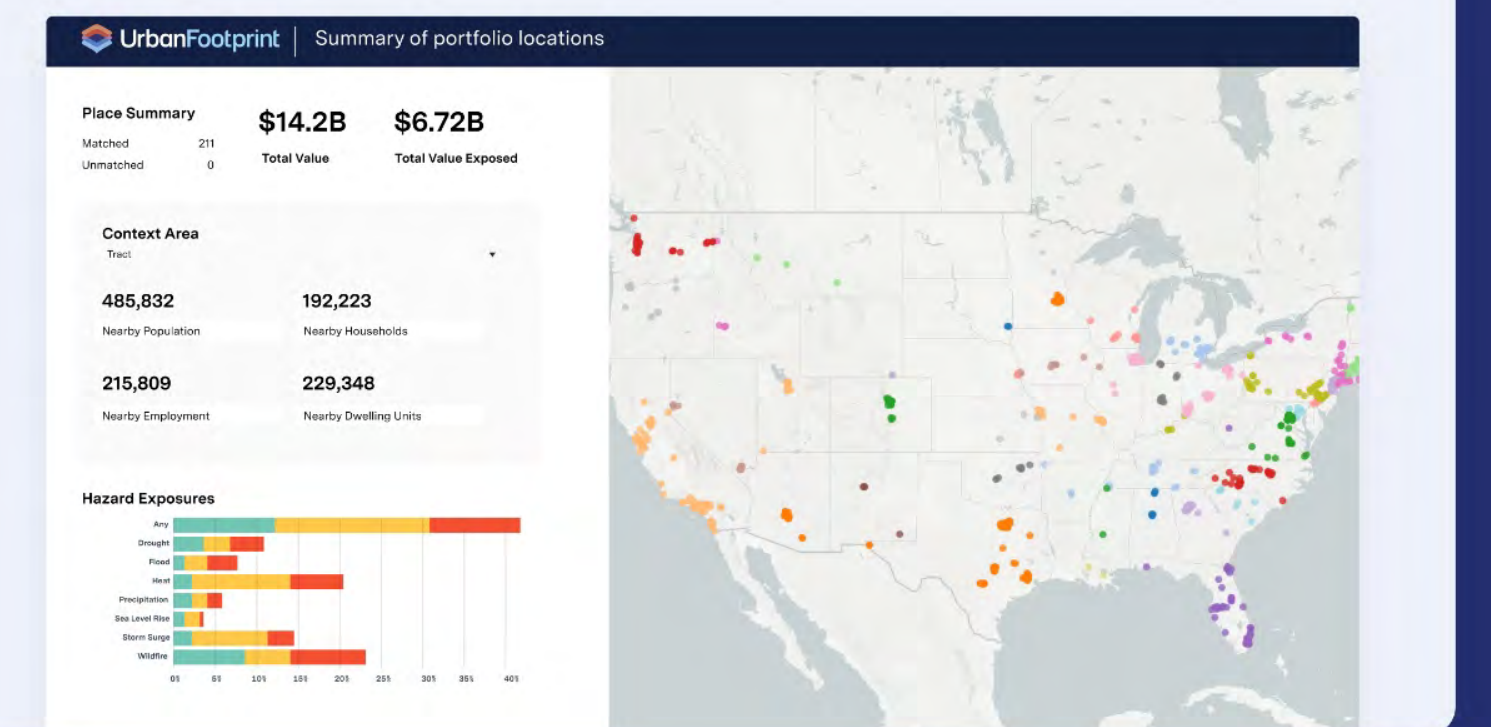 UrbanFootprint | Summary of portfolio locations
Place Summary
Matched 211
Unmatched 0
$14.2B
Total Value
$6.72B
Total Value Exposed
Context Area
Tract
485,832
Nearby Population
192,223
Nearby Households
215,809
Nearby Employment
229,348
Nearby Dwelling Units
Hazard Exposures
Any
Drought
Flood
Heat
Precipitation
Sea Level Rise
Storm Surge
Wildfire
0% 5% 10% 15% 20% 25% 30% 35% 40%